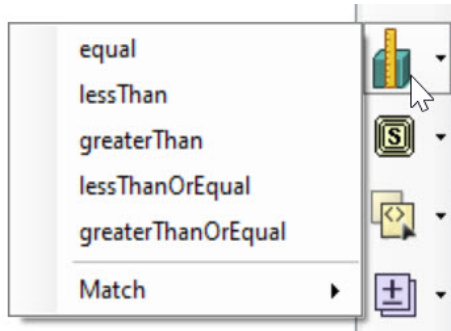 equal
lessThan
greaterThan
lessThanOrEqual
greaterThanOrEqual
Match
S